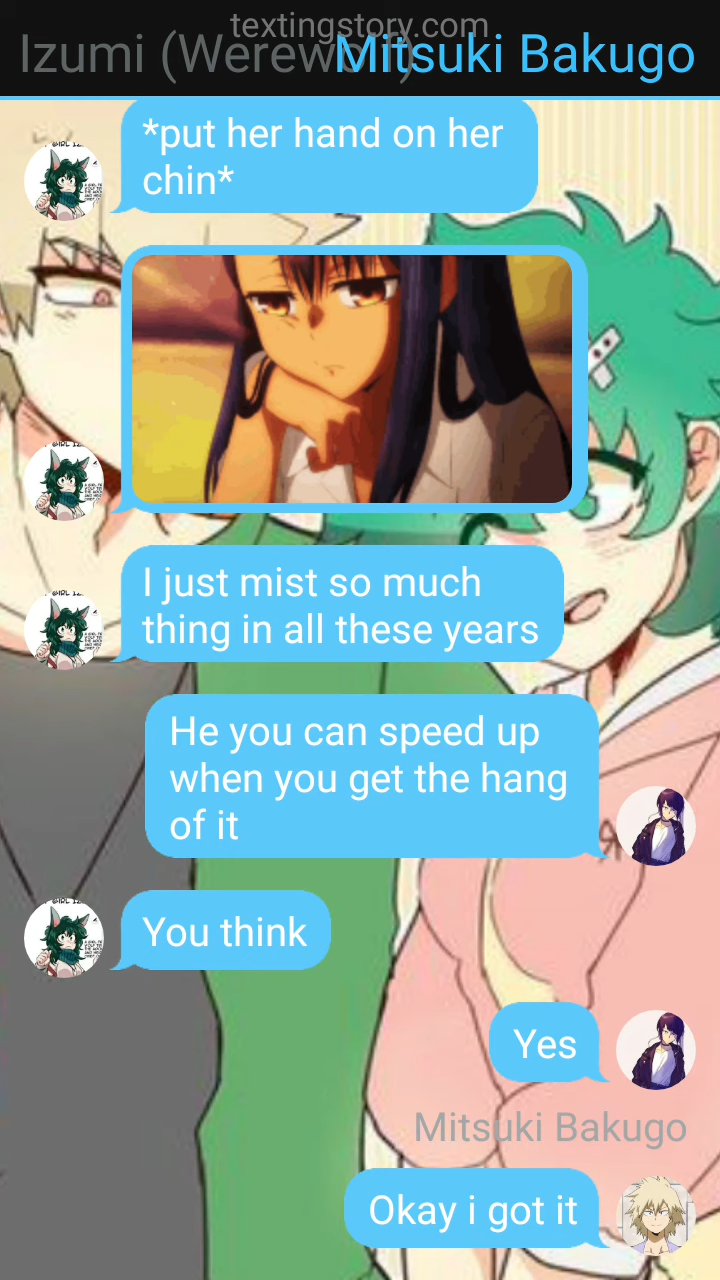 textingstory.com
Izumi (Werewolf)
Mitsuki Bakugo
*put her hand on her
chin*
I just mist so much
thing in all these years
He you can speed up
when you get the hang
of it
You think
Yes
Mitsuki Bakugo
Okay i got it